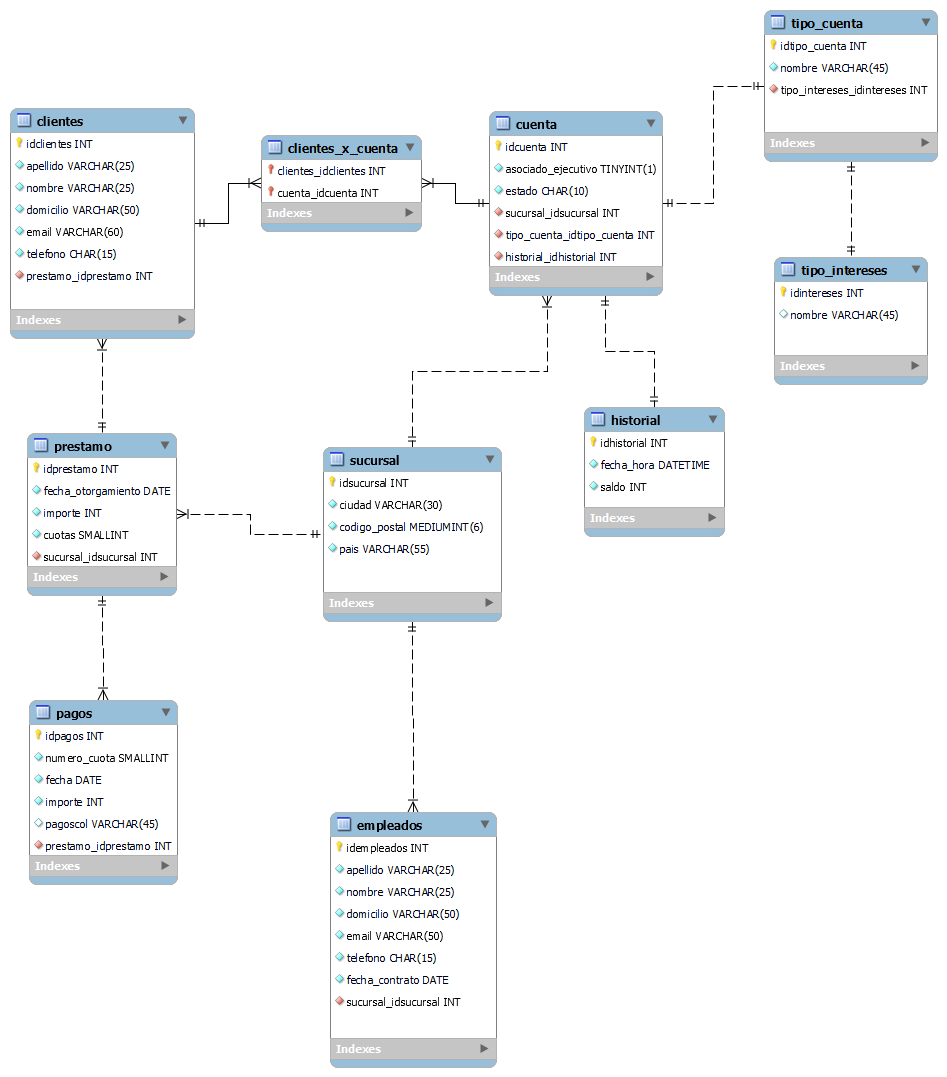 tipo_cuenta
idtipo_cuenta INT
nombre VARCHAR(45)
tipo_intereses_idintereses INT
Indexes
clientes
idclientes INT
apellido VARCHAR(25)
nombre VARCHAR(25)
domicilio VARCHAR(50)
email VARCHAR(60)
telefono CHAR(15)
prestamo_idprestamo INT
Indexes
clientes_x_cuenta
clientes_idclientes INT
cuenta_idcuenta INT
Indexes
cuenta
idcuenta INT
asociado_ejecutivo TINYINT(1)
estado CHAR(10)
sucursal_idsucursal INT
tipo_cuenta_idtipo_cuenta INT
historial_idhistorial INT
Indexes
tipo_intereses
idintereses INT
nombre VARCHAR(45)
Indexes
historial
idhistorial INT
fecha_hora DATETIME
saldo INT
Indexes
prestamo
idprestamo INT
fecha_otorgamiento DATE
importe INT
cuotas SMALLINT
sucursal_idsucursal INT
Indexes
sucursal
idsucursal INT
ciudad VARCHAR(30)
codigo_postal MEDIUMINT(6)
pais VARCHAR(55)
Indexes
pagos
idpagos INT
numero_cuota SMALLINT
fecha DATE
importe INT
pagoscol VARCHAR(45)
prestamo_idprestamo INT
Indexes
empleados
idempleados INT
apellido VARCHAR(25)
nombre VARCHAR(25)
domicilio VARCHAR(50)
email VARCHAR(50)
telefono CHAR(15)
fecha_contrato DATE
sucursal_idsucursal INT
Indexes